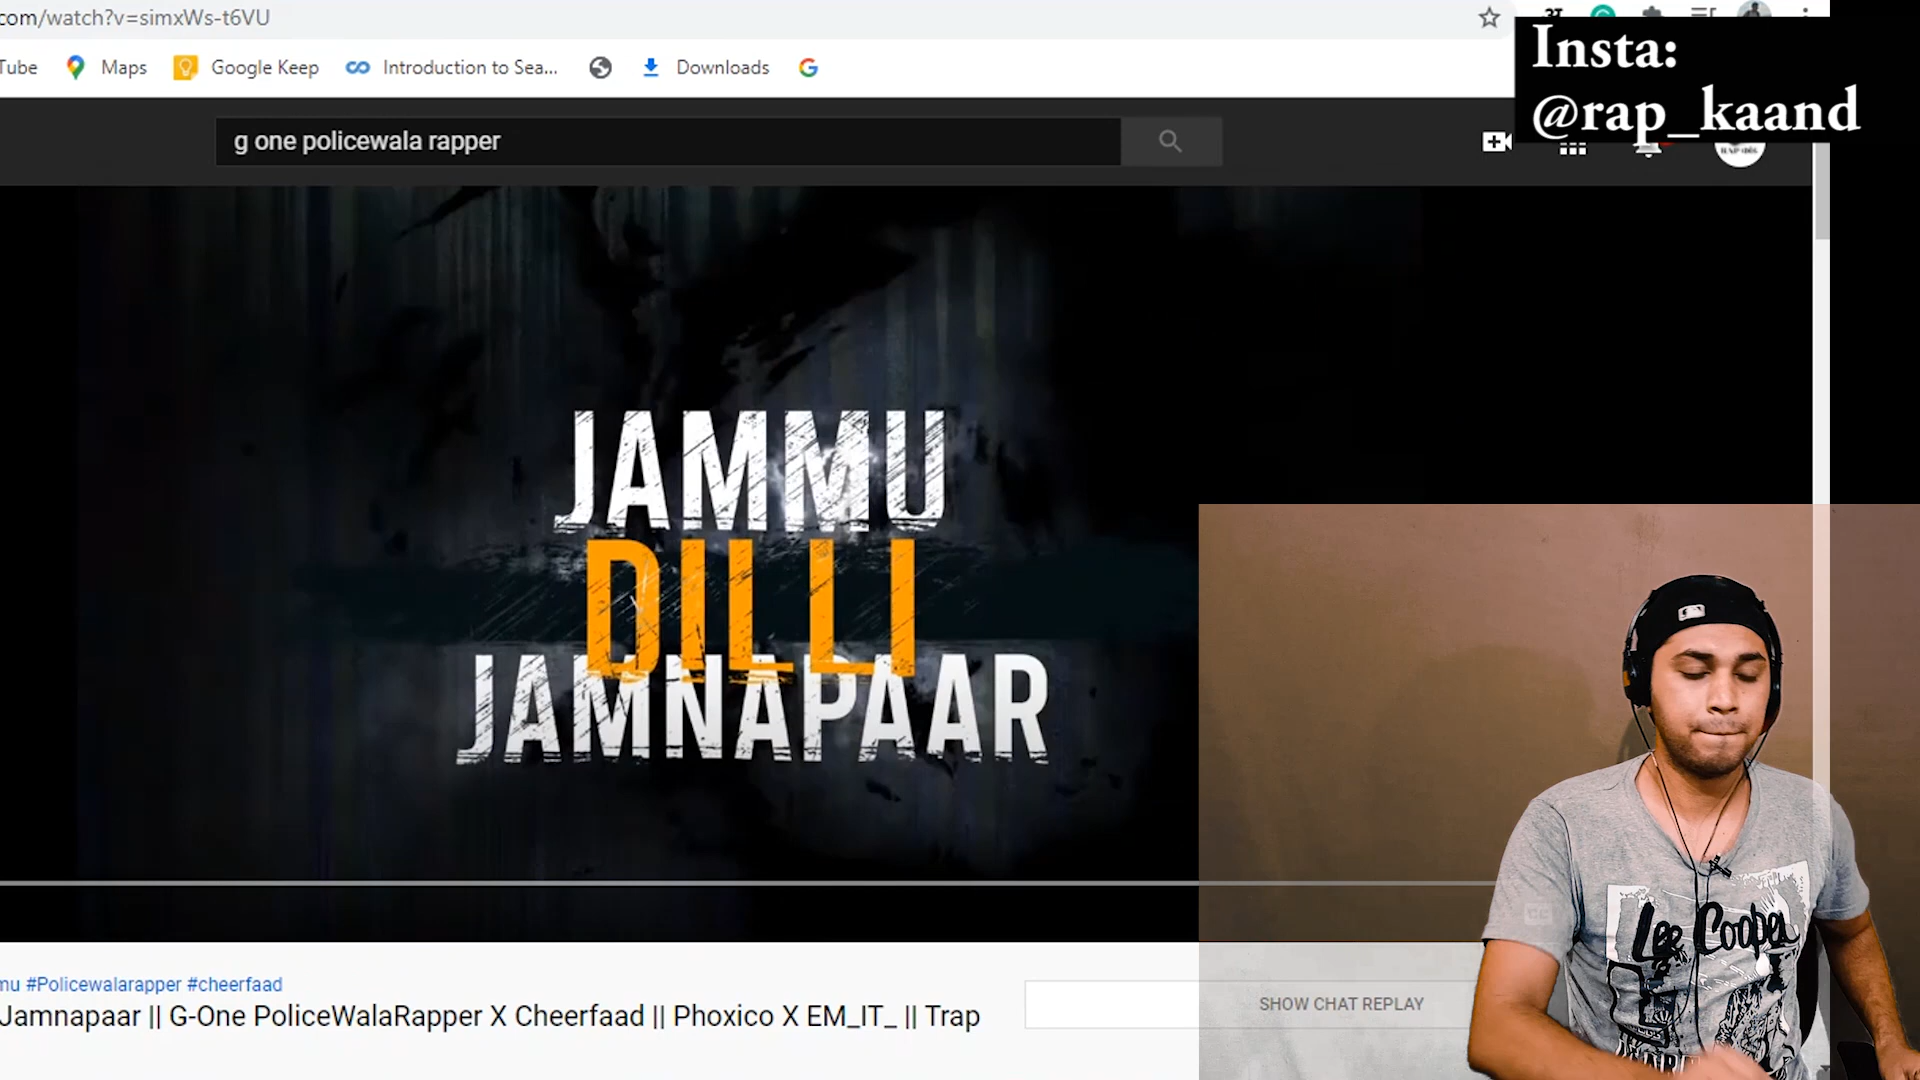 com/watch?v=simxWs-t6VU
Insta:
@rap_kaand
Tube
Maps
Google Keep
Introduction to Sea...
Downloads
g one policewala rapper
JAMMU
DILLI
JAMNAPAAR
mu #Policewalarapper #cheerfaad
Jamnapaar || G-One PoliceWalaRapper X Cheerfaad || Phoxico X EM_IT_ || Trap
SHOW CHAT REPLAY
Lee Cooper